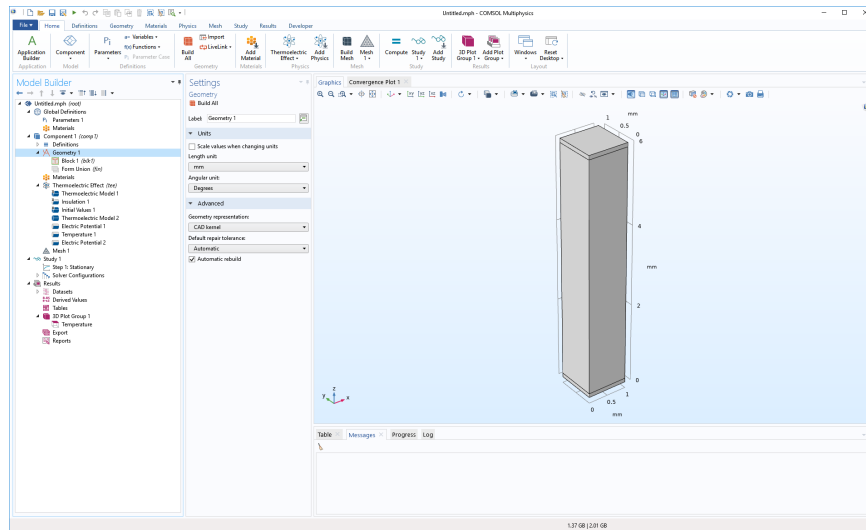 Untitled.mph - COMSOL Multiphysics
File Home Definitions Geometry Materials Physics Mesh Study Results Developer
Application Builder
Application
Component
Model
Parameters
a= Variables
f(x) Functions
Pi Parameter Case
Definitions
Build All
Import
LiveLink
Geometry
Add Material
Materials
Thermoelectric Effect
Add Physics
Physics
Build Mesh
Mesh 1
Mesh
Compute
Study 1
Add Study
Study
3D Plot Group 1
Add Plot Group
Results
Windows
Reset Desktop
Layout
Model Builder
Untitled.mph (root)
Global Definitions
Pi Parameters 1
Materials
Component 1 (comp1)
Definitions
Geometry 1
Block 1 (blk1)
Form Union (fin)
Materials
Thermoelectric Effect (tee)
Thermoelectric Model 1
Insulation 1
Initial Values 1
Thermoelectric Model 2
Electric Potential 1
Temperature 1
Electric Potential 2
Mesh 1
Study 1
Step 1: Stationary
Solver Configurations
Results
Datasets
Derived Values
Tables
3D Plot Group 1
Temperature
Export
Reports
Settings
Geometry
Build All
Label: Geometry 1
Units
Scale values when changing units
Length unit:
mm
Angular unit:
Degrees
Advanced
Geometry representation:
CAD kernel
Default repair tolerance:
Automatic
Automatic rebuild
Graphics Convergence Plot 1
mm
1
0.5
0
6
4
mm
2
0
1
0.5
0
mm
z
y x
Table Messages Progress Log
1.37 GB | 2.01 GB